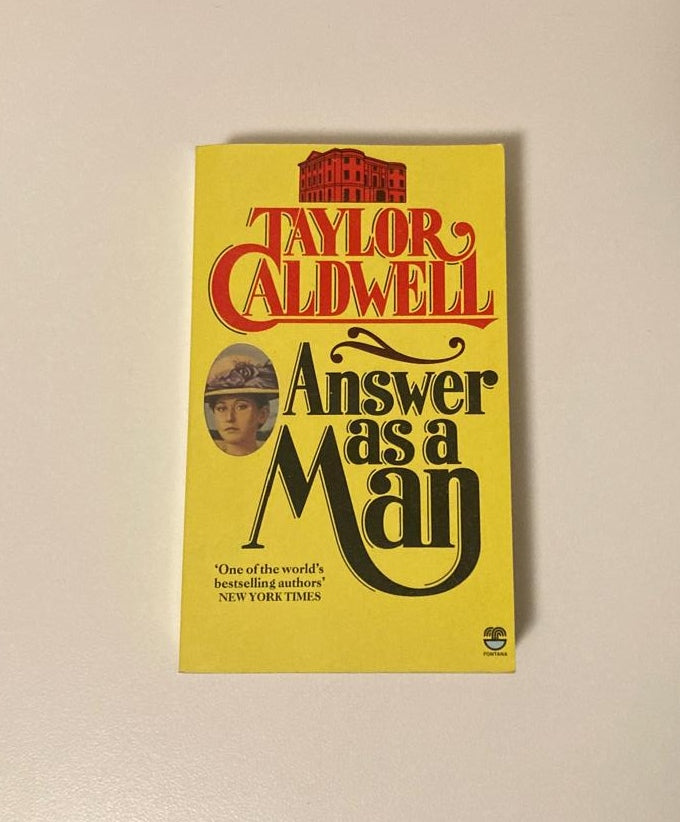 TAYLOR
CALDWELL
ANSWER
as a
Man
'One of the world's
bestselling authors'
NEW YORK TIMES
FONTANA